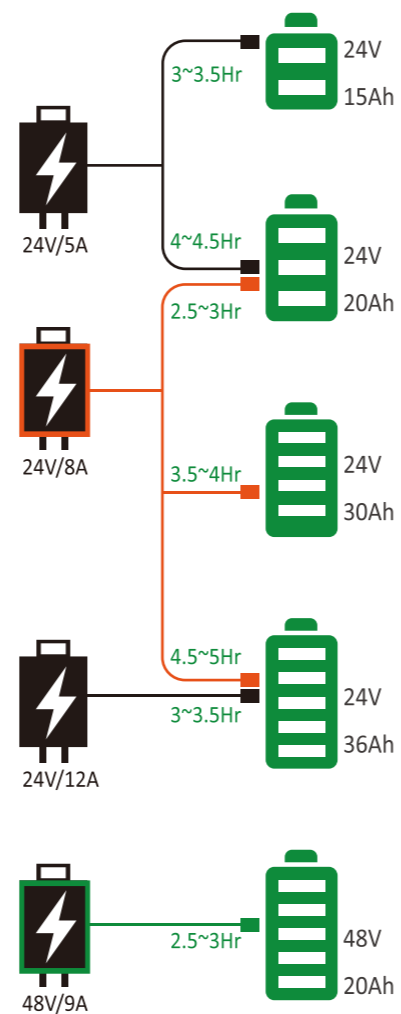 24V
3~3.5Hr
15Ah
24V/5A
4~4.5Hr
24V
2.5~3Hr
20Ah
24V/8A
3.5~4Hr
24V
30Ah
4.5~5Hr
24V
3~3.5Hr
36Ah
24V/12A
48V
2.5~3Hr
20Ah
48V/9A